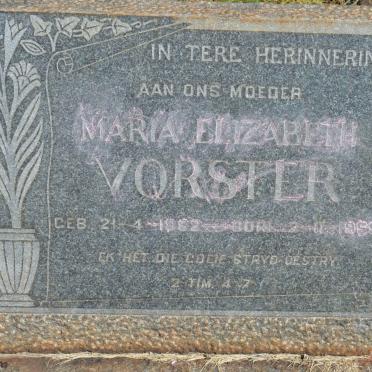 IN TERE HERINNERIN
AAN ONS MOEDER
MARIA ELIZABETH
VORSTER
GEB. 21-4-1882
EK HET DIE GOEIE STRYD GESTRY
2 TIM. 4-7